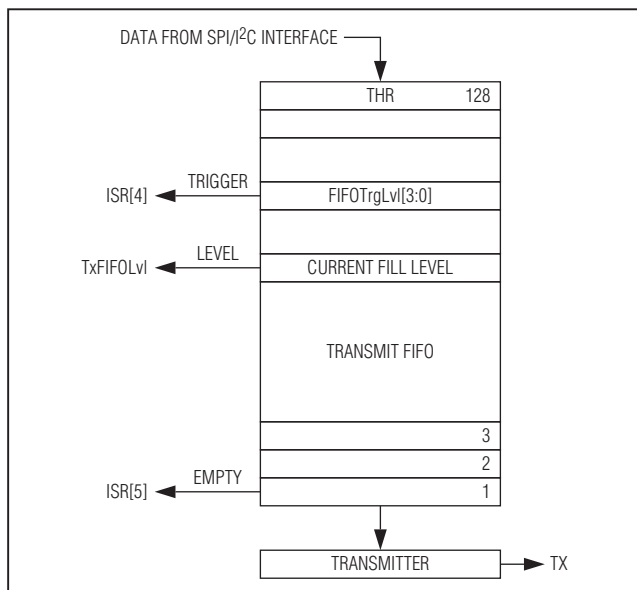 DATA FROM SPI/I²C INTERFACE
THR 128
TRIGGER
ISR[4] FIFOTrgLvl[3:0]
LEVEL
TxFIFOLvl CURRENT FILL LEVEL
TRANSMIT FIFO
3
2
EMPTY
ISR[5] 1
TRANSMITTER TX